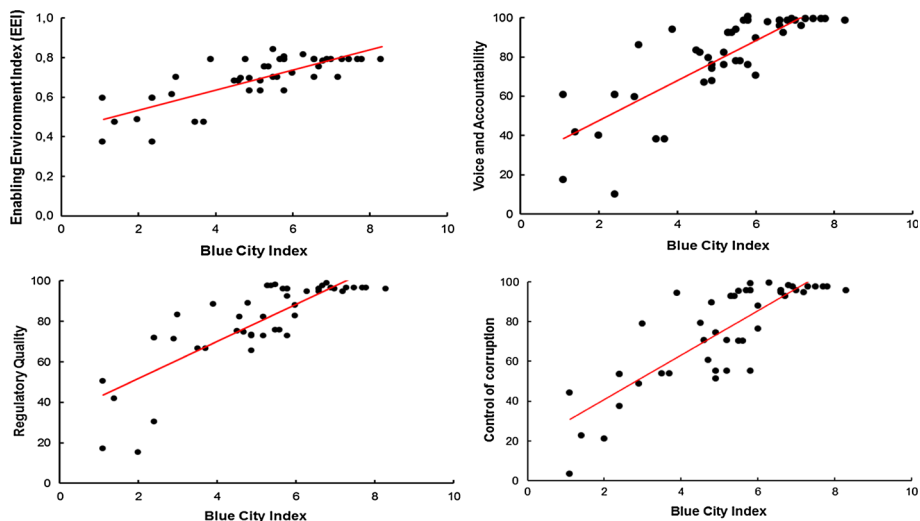 Enabling Environment Index (EEI)
1,0
0,8
0,6
0,4
0,2
0,0
0 2 4 6 8 10
Blue City Index
Voice and Accountability
100
80
60
40
20
0
0 2 4 6 8 10
Blue City Index
Regulatory Quality
100
80
60
40
20
0
0 2 4 6 8 10
Blue City Index
Control of corruption
100
80
60
40
20
0
0 2 4 6 8 10
Blue City Index